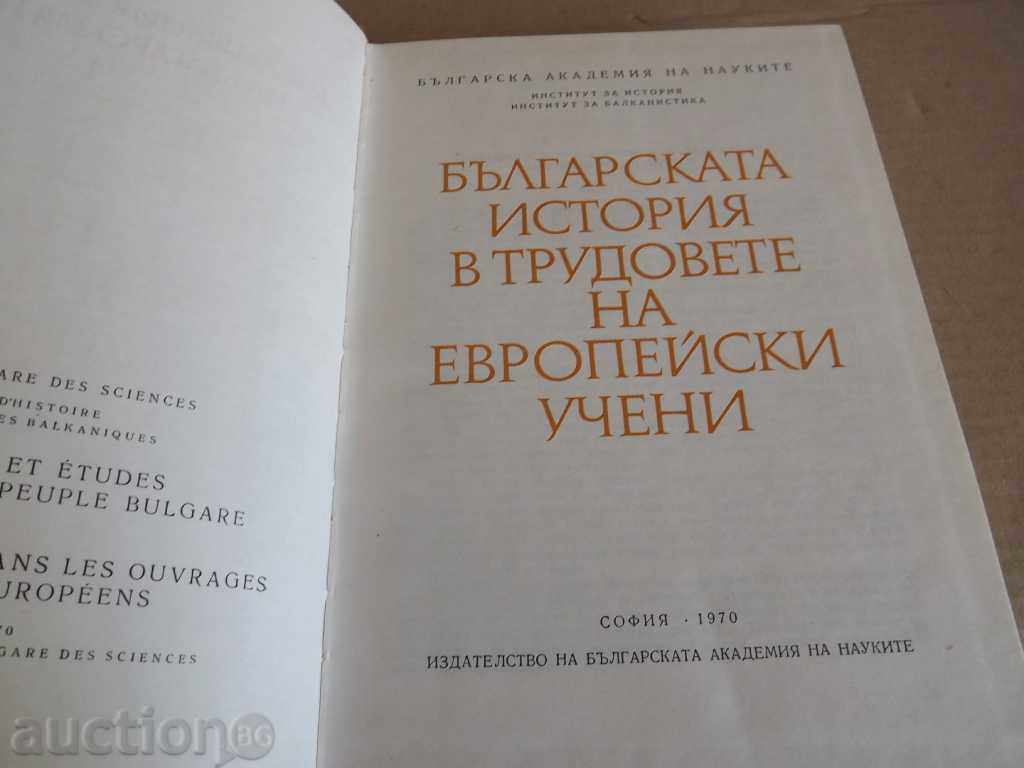 ARE DES SCIENCES
D'HISTOIRE
ES BALKANIQUES
ET ÉTUDES
PEUPLE BULGARE
ANS LES OUVRAGES
UROPÉENS
70
GARE DES SCIENCES
БЪЛГАРСКА АКАДЕМИЯ НА НАУКИТЕ
ИНСТИТУТ ЗА ИСТОРИЯ
ИНСТИТУТ ЗА БАЛКАНИСТИКА
БЪЛГАРСКАТА
ИСТОРИЯ
В ТРУДОВЕТЕ
НА
ЕВРОПЕЙСКИ
УЧЕНИ
СОФИЯ · 1970
ИЗДАТЕЛСТВО НА БЪЛГАРСКАТА АКАДЕМИЯ НА НАУКИТЕ
auction BG